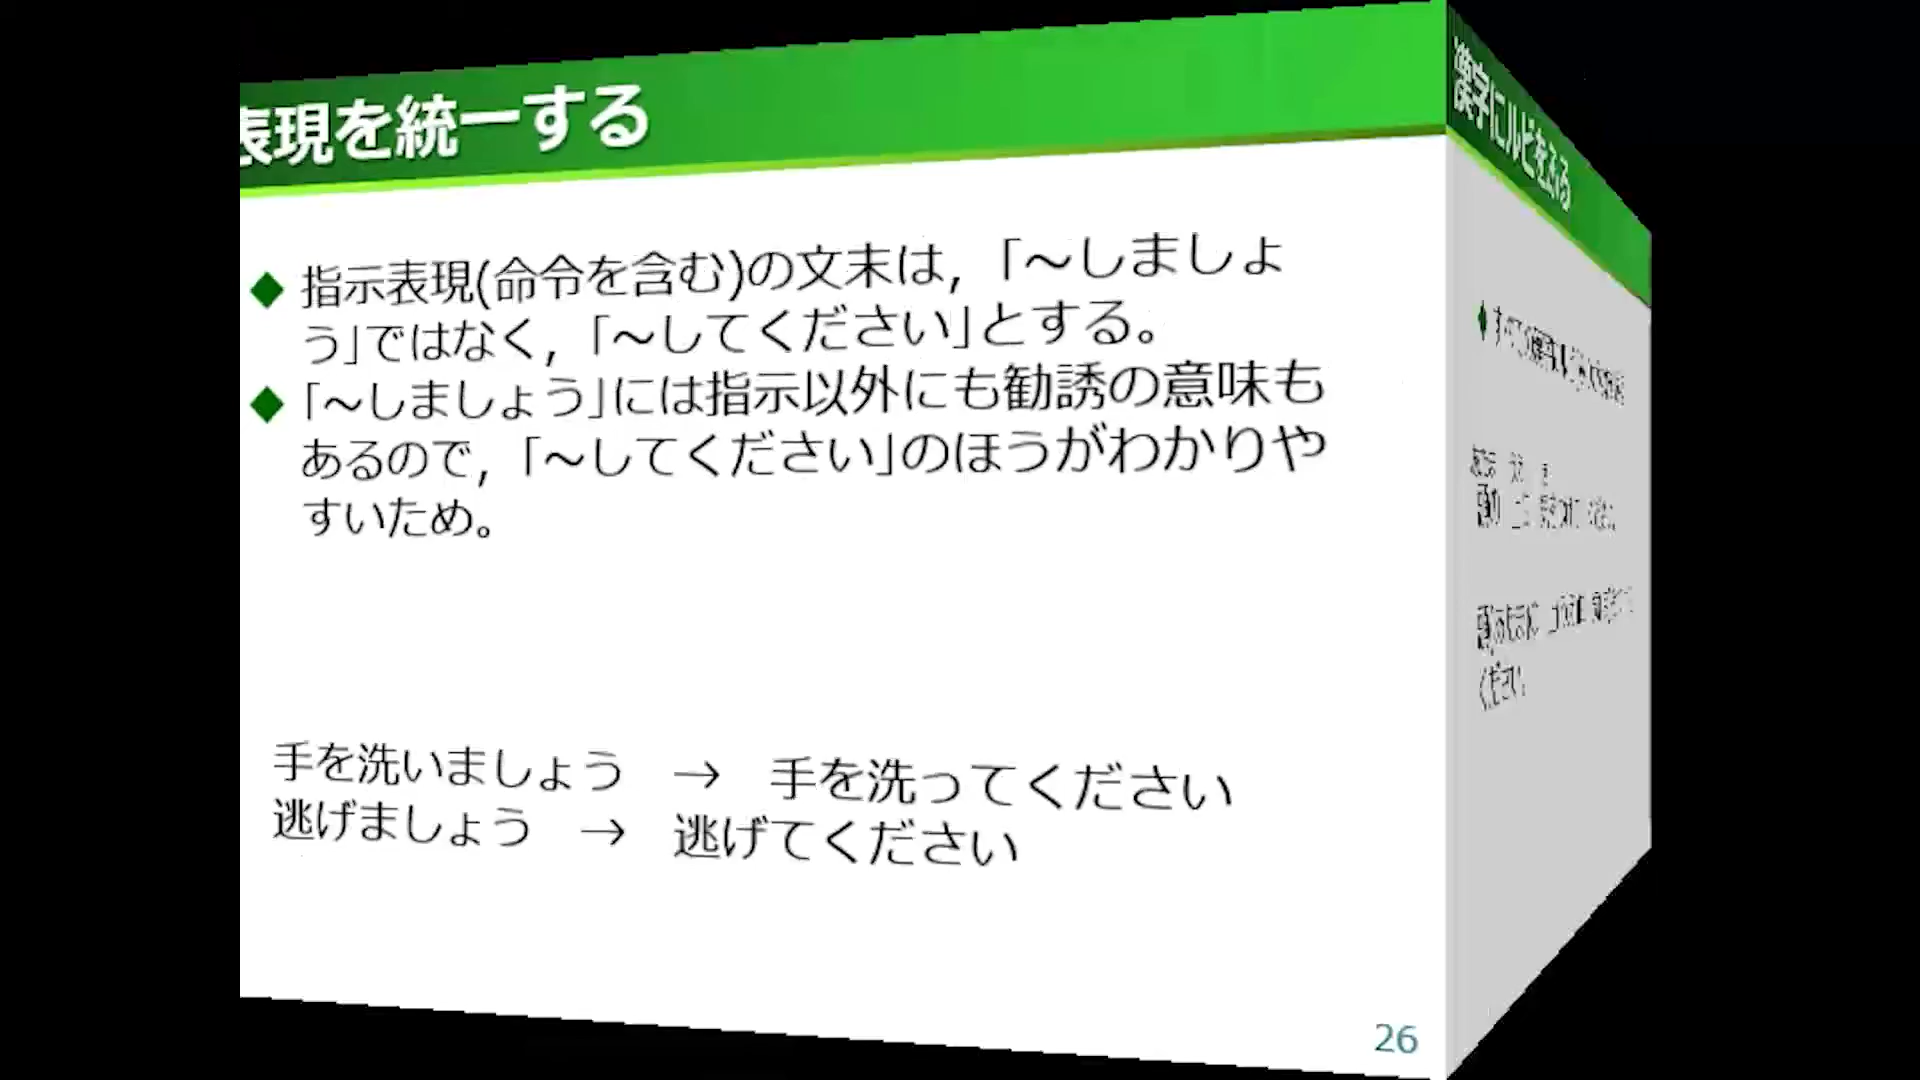 表現を統一する
◆ 指示表現(命令を含む)の文末は,「～しましょ
う」ではなく,「～してください」とする。
◆ 「～しましょう」には指示以外にも勧誘の意味も
あるので,「～してください」のほうがわかりや
すいため。
手を洗いましょう　→　手を洗ってください
逃げましょう　→　逃げてください
26
漢字にルビをふる
ください